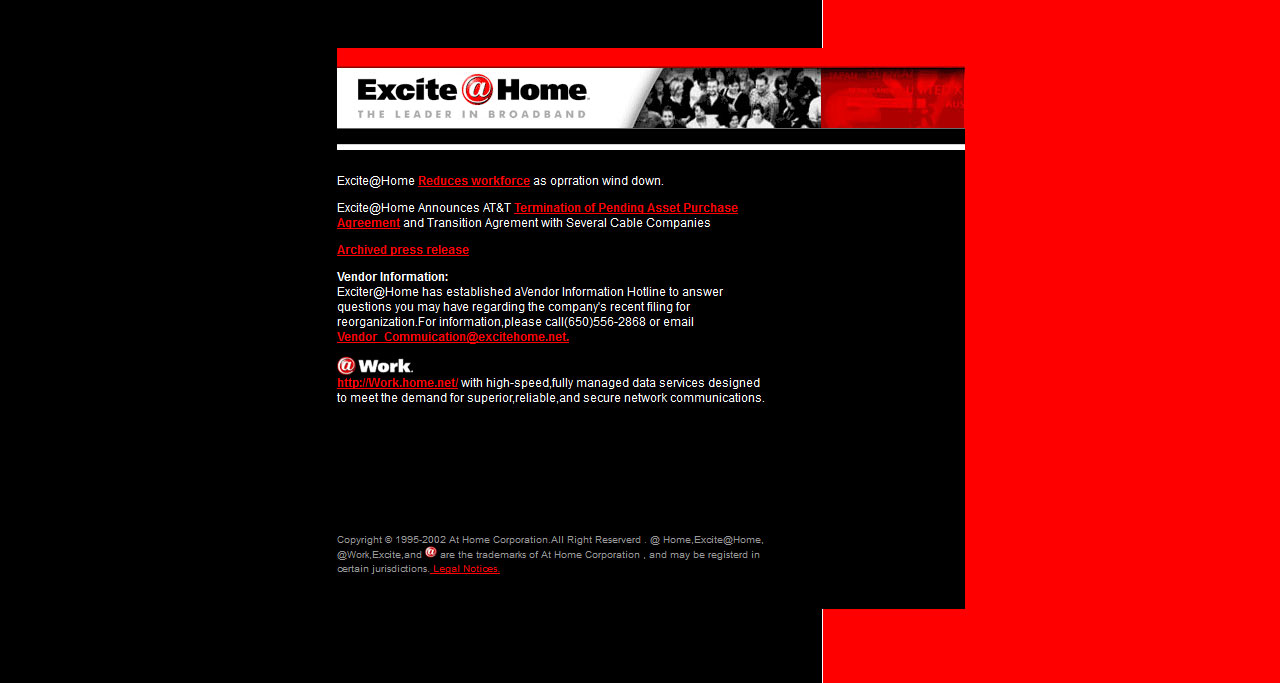 Excite@Home
THE LEADER IN BROADBAND
Excite@Home Reduces workforce as oprration wind down.
Excite@Home Announces AT&T Termination of Pending Asset Purchase
Agreement and Transition Agrement with Several Cable Companies
Archived press release
Vendor Information:
Exciter@Home has established aVendor Information Hotline to answer
questions you may have regarding the company's recent filing for
reorganization.For information,please call(650)556-2868 or email
Vendor_Commuication@excitehome.net.
@Work.
http://Work.home.net/ with high-speed,fully managed data services designed
to meet the demand for superior,reliable,and secure network communications.
Copyright © 1995-2002 At Home Corporation.All Right Reserverd . @ Home,Excite@Home,
@Work,Excite,and @ are the trademarks of At Home Corporation , and may be registerd in
certain jurisdictions. Legal Notices.